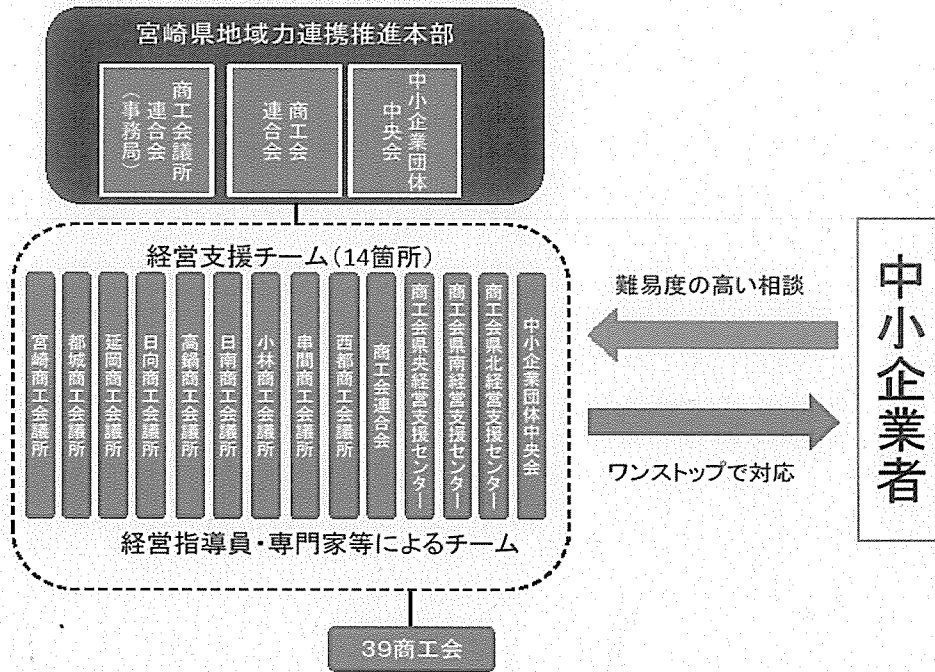 宮崎県地域力連携推進本部
商工会議所
連合会
(事務局)
商工会
連合会
中小企業団体
中央会
経営支援チーム(14箇所)
宮崎商工会議所
都城商工会議所
延岡商工会議所
日向商工会議所
高鍋商工会議所
日南商工会議所
小林商工会議所
串間商工会議所
西都商工会議所
商工会連合会
商工会県央経営支援センター
商工会県南経営支援センター
商工会県北経営支援センター
中小企業団体中央会
経営指導員・専門家等によるチーム
39商工会
難易度の高い相談
ワンストップで対応
中小企業者